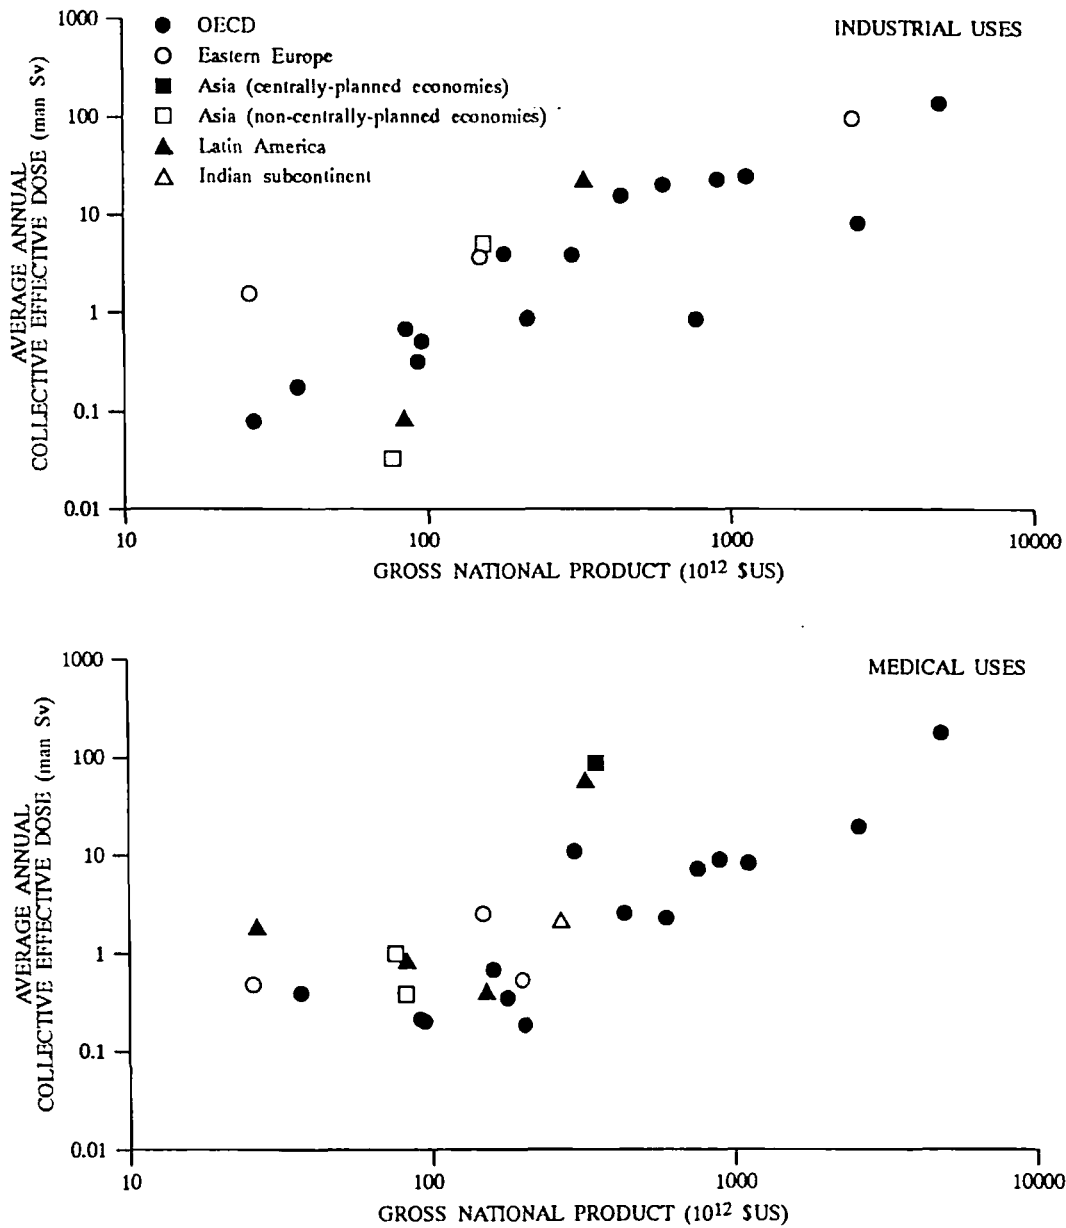 1000
100
10
1
0.1
0.01
AVERAGE ANNUAL
COLLECTIVE EFFECTIVE DOSE (man Sv)
OECD
Eastern Europe
Asia (centrally-planned economies)
Asia (non-centrally-planned economies)
Latin America
Indian subcontinent
INDUSTRIAL USES
10 100 1000 10000
GROSS NATIONAL PRODUCT (10¹² $US)
1000
100
10
1
0.1
0.01
AVERAGE ANNUAL
COLLECTIVE EFFECTIVE DOSE (man Sv)
MEDICAL USES
10 100 1000 10000
GROSS NATIONAL PRODUCT (10¹² $US)